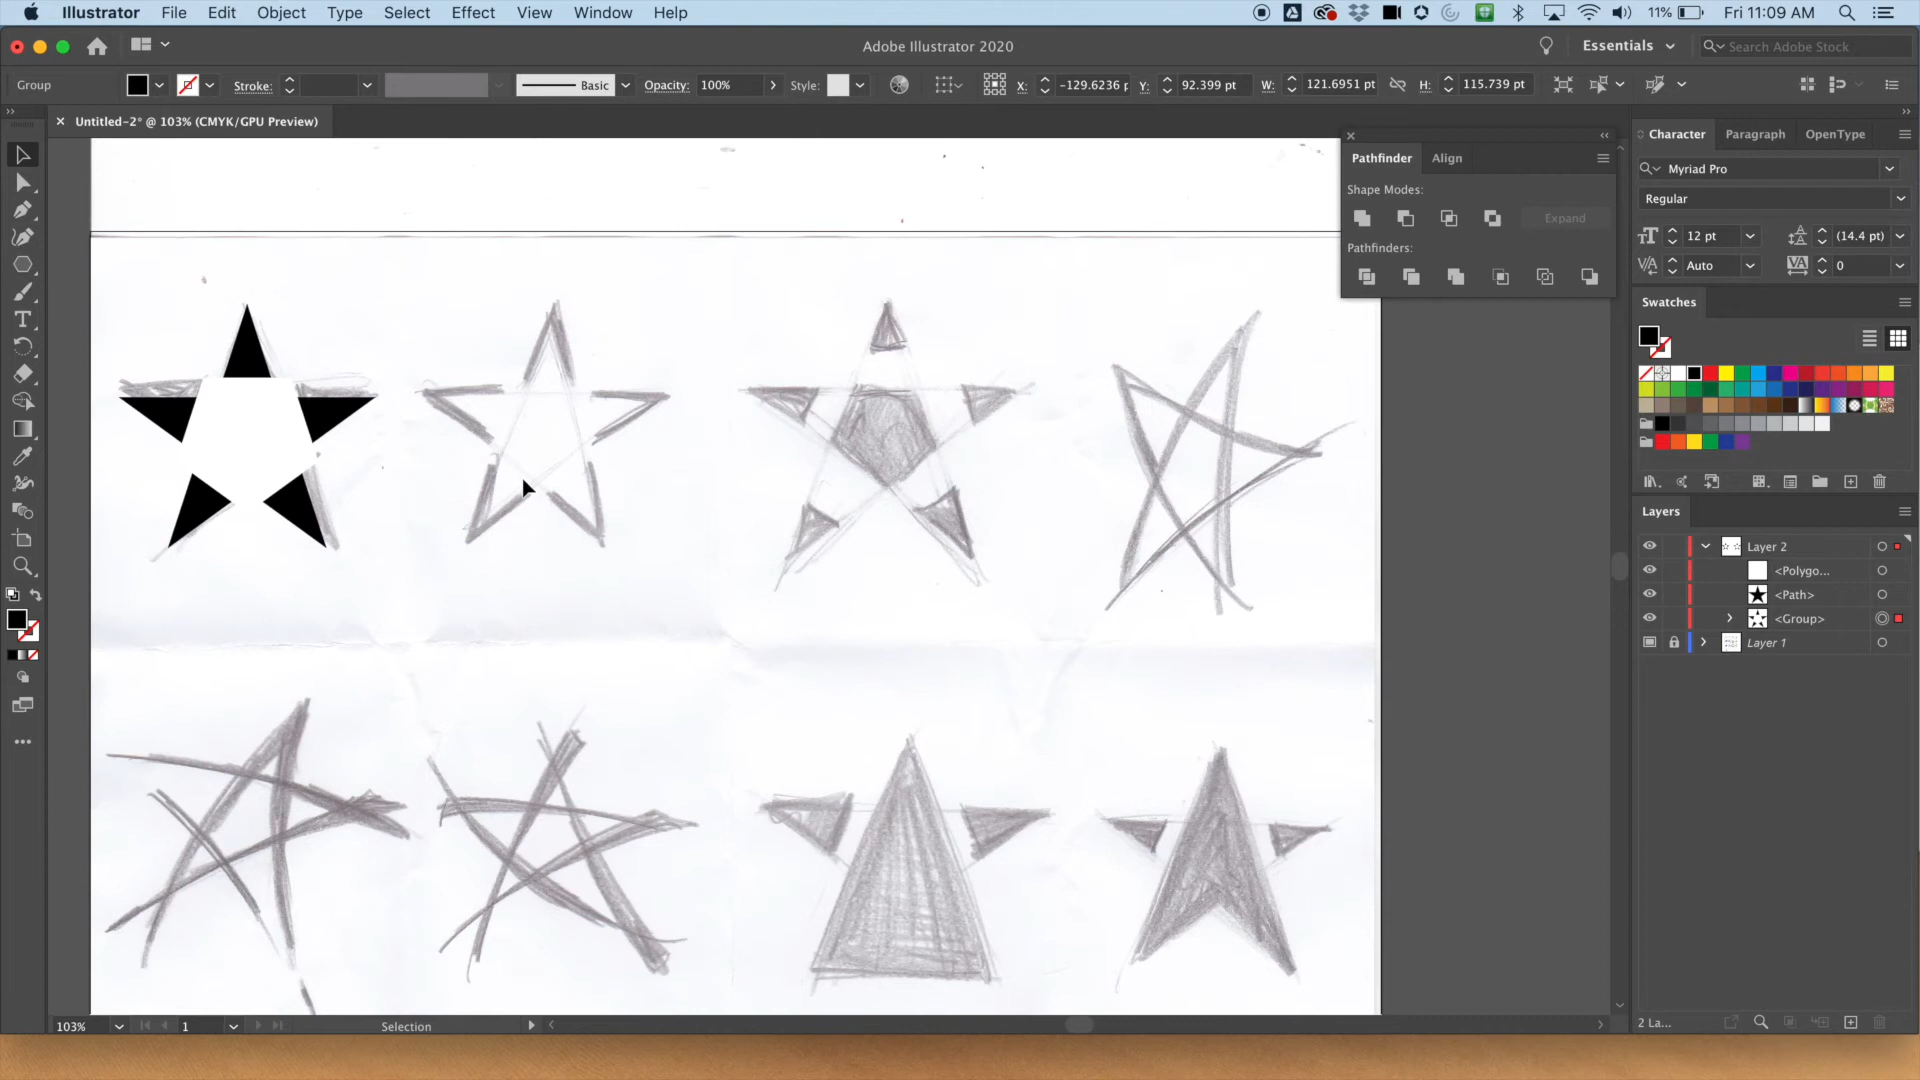 Illustrator File Edit Object Type Select Effect View Window Help 11% Fri 11:09 AM
Adobe Illustrator 2020 Essentials Search Adobe Stock
Group Stroke: Basic Opacity: 100% Style: X: -129.6236 p Y: 92.399 pt W: 121.6951 pt H: 115.739 pt
Untitled-2* @ 103% (CMYK/GPU Preview)
Pathfinder Align
Shape Modes:
Expand
Pathfinders:
Character Paragraph OpenType
Myriad Pro
Regular
12 pt (14.4 pt)
Auto 0
Swatches
Layers
Layer 2
<Polygo...
<Path>
<Group>
Layer 1
2 La...
103% 1 Selection